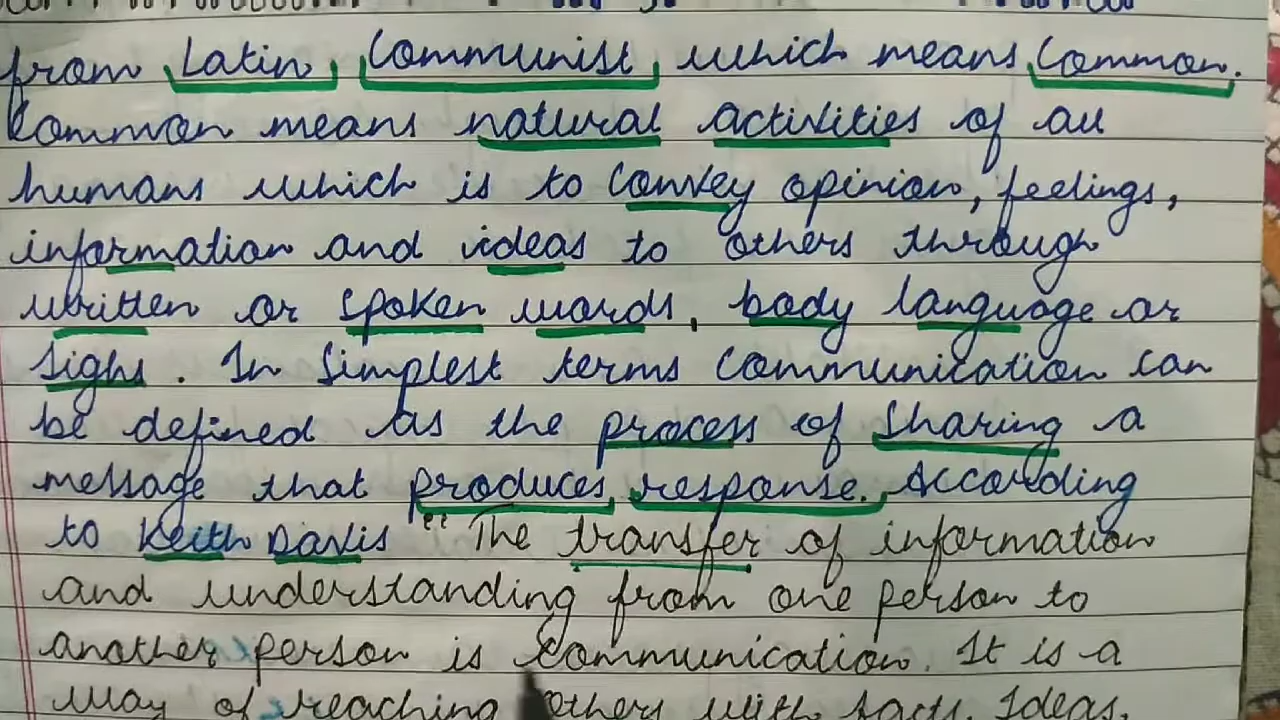 from Latin Communist which means Common.
Common means natural activities of all
humans which is to convey opinion, feelings,
information and ideas to others through
written or spoken words, body language or
sighs. In Simplest terms communication can
be defined as the process of sharing a
message that produces response. According
to Keith Davis "The transfer of information
and understanding from one person to
another person is communication. It is a
way of reaching others with facts, Ideas,